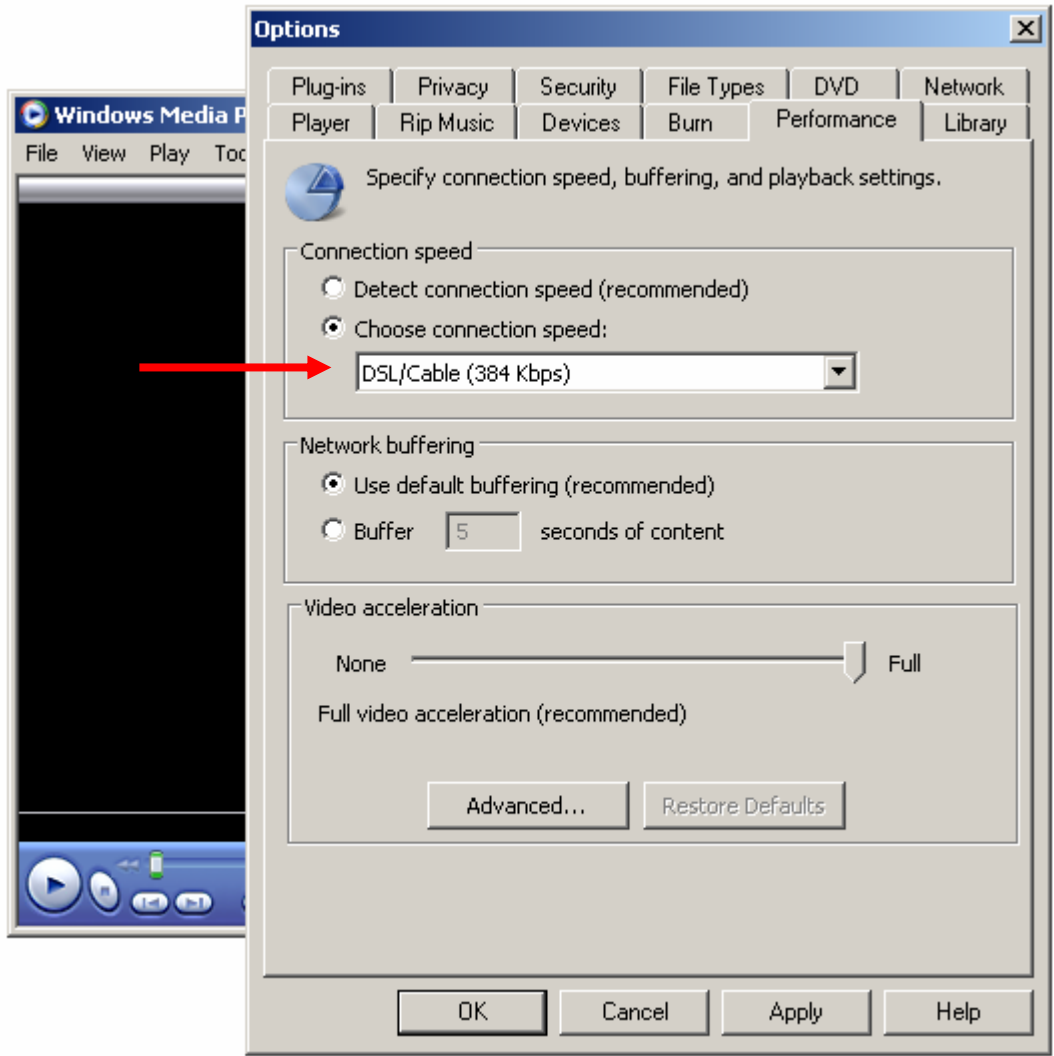 Options
Plug-ins Privacy Security File Types DVD Network
Player Rip Music Devices Burn Performance Library
Windows Media P
File View Play Too
Specify connection speed, buffering, and playback settings.
Connection speed
Detect connection speed (recommended)
Choose connection speed:
DSL/Cable (384 Kbps)
Network buffering
Use default buffering (recommended)
Buffer 5 seconds of content
Video acceleration
None Full
Full video acceleration (recommended)
Advanced... Restore Defaults
OK Cancel Apply Help